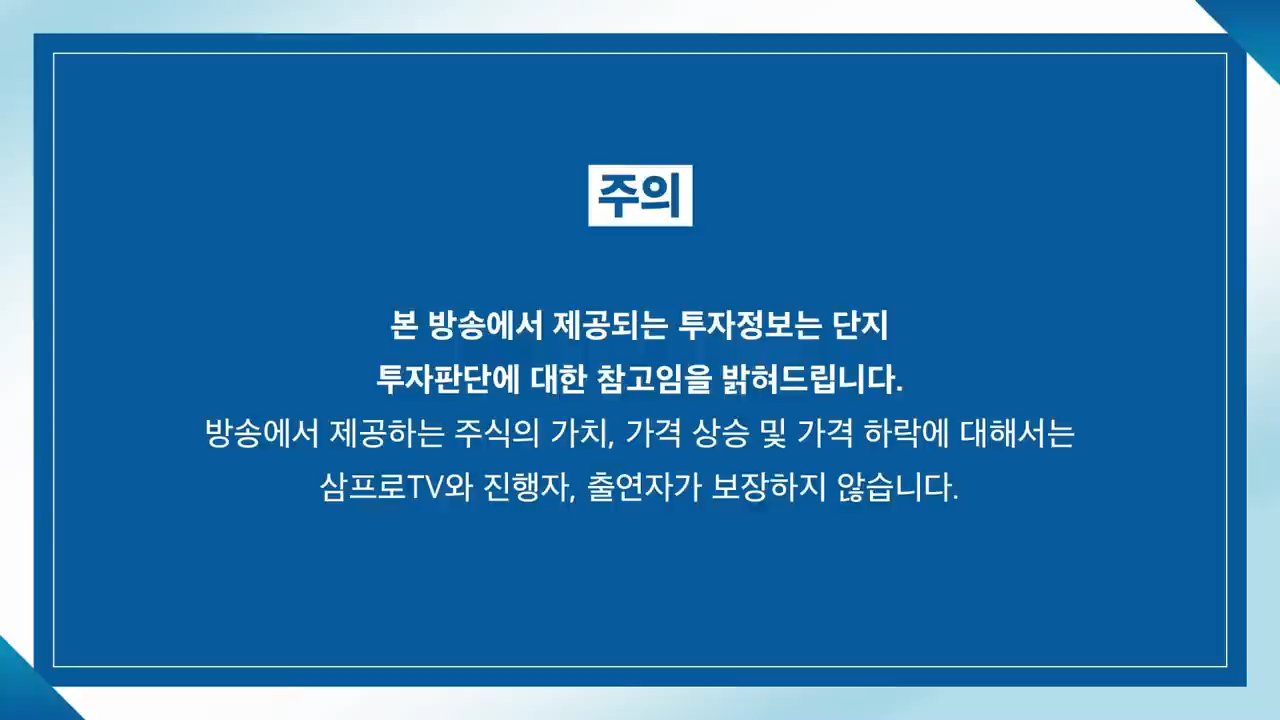 주의
본 방송에서 제공되는 투자정보는 단지
투자판단에 대한 참고임을 밝혀드립니다.
방송에서 제공하는 주식의 가치, 가격 상승 및 가격 하락에 대해서는
삼프로TV와 진행자, 출연자가 보장하지 않습니다.